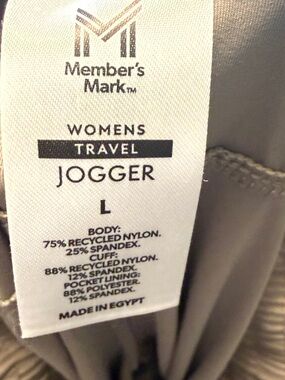 Member's
Mark™
WOMENS
TRAVEL
JOGGER
L
BODY:
75% RECYCLED NYLON.
25% SPANDEX.
CUFF:
88% RECYCLED NYLON.
12% SPANDEX.
POCKET LINING:
88% POLYESTER.
12% SPANDEX.
MADE IN EGYPT